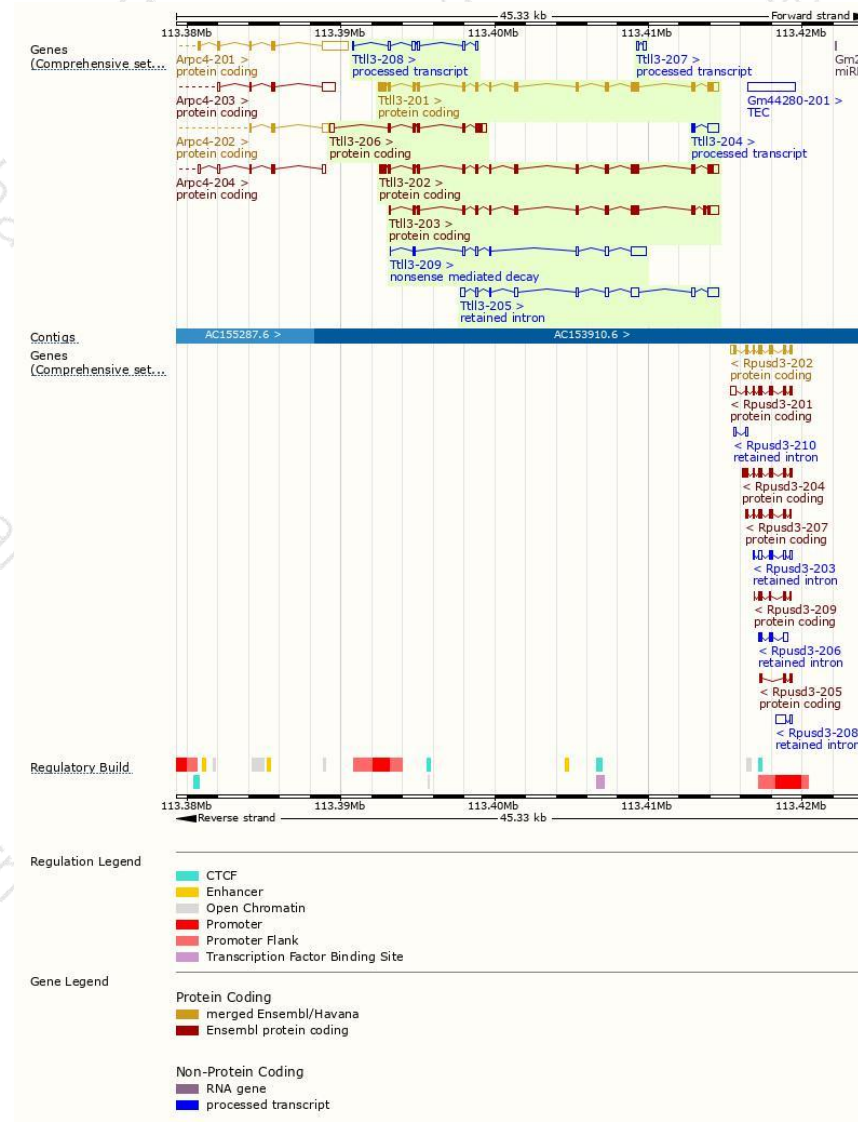 45.33 kb Forward strand
113.38Mb 113.39Mb 113.40Mb 113.41Mb 113.42Mb
Genes
(Comprehensive set...
Arpc4-201 >
protein coding
Ttll3-208 >
processed transcript
Ttll3-207 >
processed transcript
Gm2
miRI
Arpc4-203 >
protein coding
Ttll3-201 >
protein coding
Gm44280-201 >
TEC
Arpc4-202 >
protein coding
Ttll3-206 >
protein coding
Ttll3-204 >
processed transcript
Arpc4-204 >
protein coding
Ttll3-202 >
protein coding
Ttll3-203 >
protein coding
Ttll3-209 >
nonsense mediated decay
Ttll3-205 >
retained intron
Contigs
AC155287.6 >
AC153910.6 >
Genes
(Comprehensive set...
< Rpusd3-202
protein coding
< Rpusd3-201
protein coding
< Rpusd3-210
retained intron
< Rpusd3-204
protein coding
< Rpusd3-207
protein coding
< Rpusd3-203
retained intron
< Rpusd3-209
protein coding
< Rpusd3-206
retained intron
< Rpusd3-205
protein coding
< Rpusd3-208
retained intron
Regulatory Build
113.38Mb 113.39Mb 113.40Mb 113.41Mb 113.42Mb
Reverse strand 45.33 kb
Regulation Legend
CTCF
Enhancer
Open Chromatin
Promoter
Promoter Flank
Transcription Factor Binding Site
Gene Legend
Protein Coding
merged Ensembl/Havana
Ensembl protein coding
Non-Protein Coding
RNA gene
processed transcript